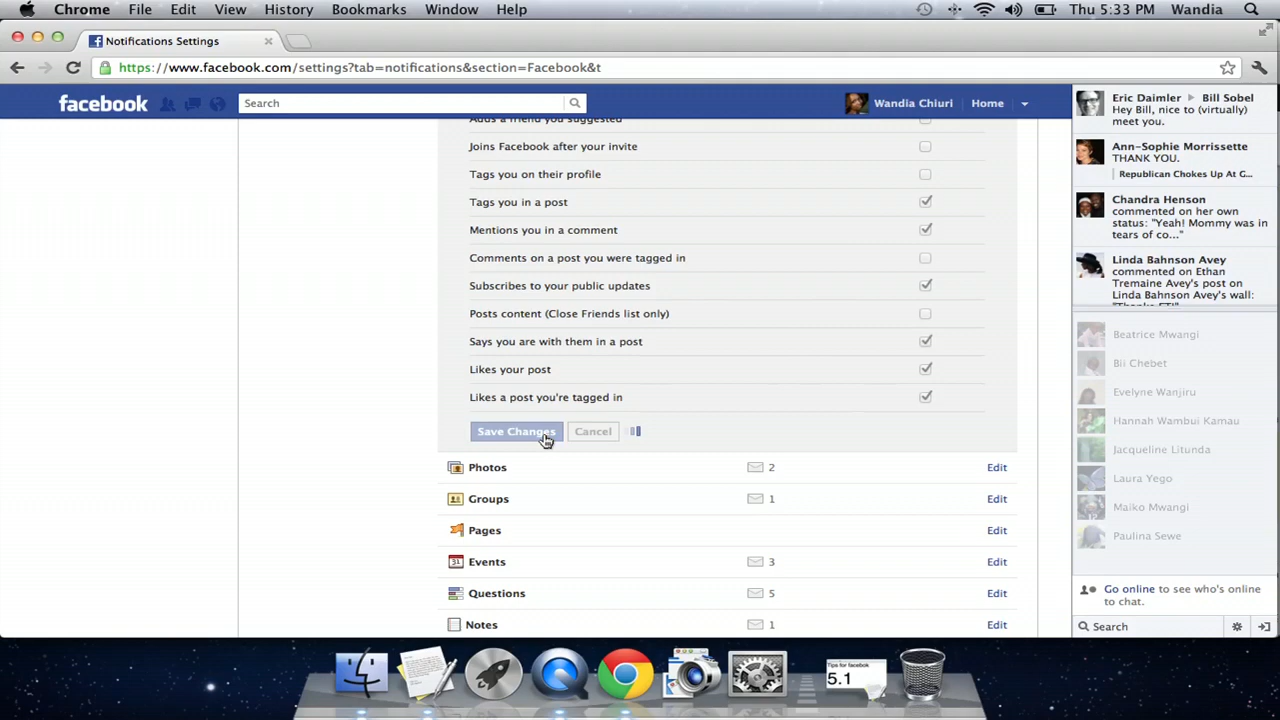 Chrome File Edit View History Bookmarks Window Help Thu 5:33 PM Wandia
Notifications Settings
https://www.facebook.com/settings?tab=notifications&section=Facebook&t
facebook Search Wandia Chiuri Home
Adds a friend you suggested
Joins Facebook after your invite
Tags you on their profile
Tags you in a post
Mentions you in a comment
Comments on a post you were tagged in
Subscribes to your public updates
Posts content (Close Friends list only)
Says you are with them in a post
Likes your post
Likes a post you're tagged in
Save Changes Cancel
Photos 2 Edit
Groups 1 Edit
Pages Edit
31 Events 3 Edit
Questions 5 Edit
Notes 1 Edit
Eric Daimler Bill Sobel
Hey Bill, nice to (virtually)
meet you.
Ann-Sophie Morrissette
THANK YOU.
Republican Chokes Up At G...
Chandra Henson
commented on her own
status: "Yeah! Mommy was in
tears of co..."
Linda Bahnson Avey
commented on Ethan
Tremaine Avey's post on
Linda Bahnson Avey's wall:
Beatrice Mwangi
Bii Chebet
Evelyne Wanjiru
Hannah Wambui Kamau
Jacqueline Litunda
Laura Yego
Maiko Mwangi
Paulina Sewe
Go online to see who's online
to chat.
Search
Tips for facebok
5.1